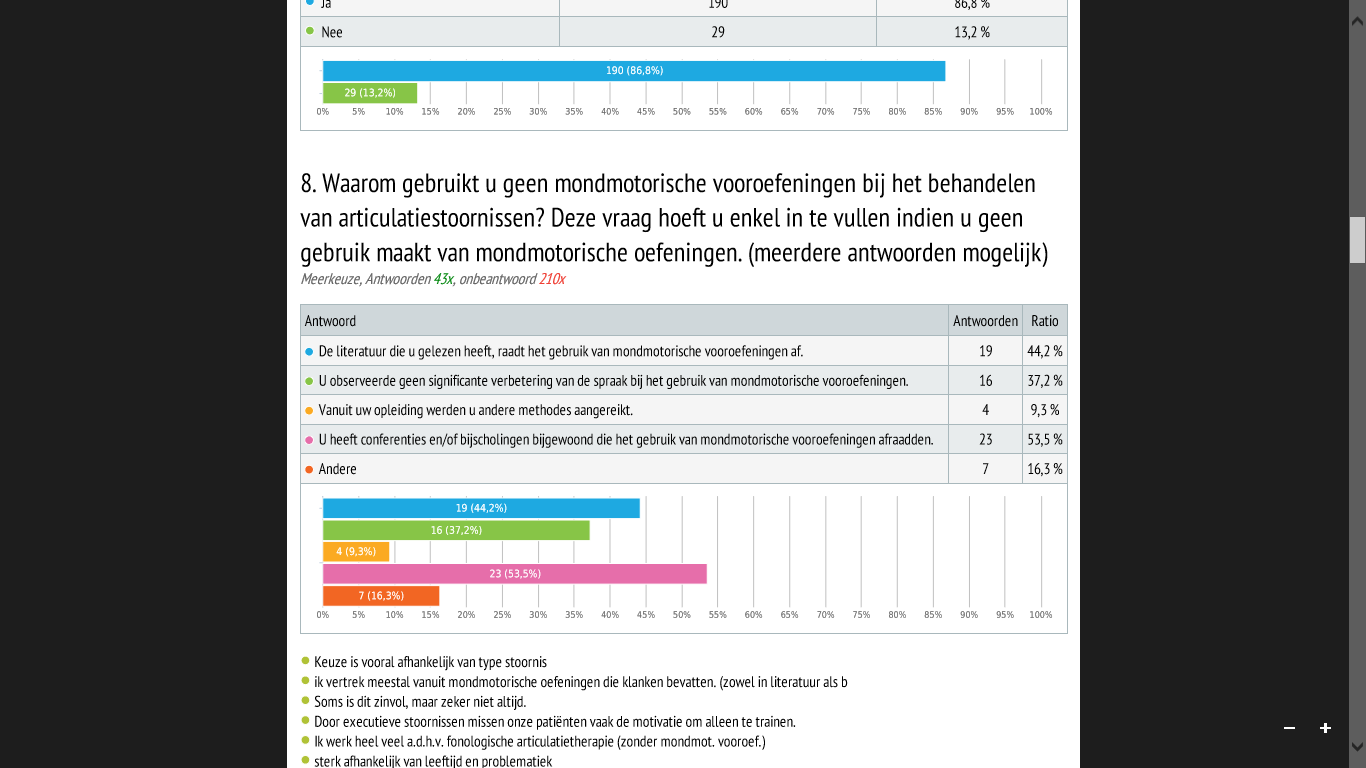 Ja 190 86,8 %
Nee 29 13,2 %
190 (86,8%)
29 (13,2%)
0% 5% 10% 15% 20% 25% 30% 35% 40% 45% 50% 55% 60% 65% 70% 75% 80% 85% 90% 95% 100%
8. Waarom gebruikt u geen mondmotorische vooroefeningen bij het behandelen
van articulatiestoornissen? Deze vraag hoeft u enkel in te vullen indien u geen
gebruik maakt van mondmotorische oefeningen. (meerdere antwoorden mogelijk)
Meerkeuze, Antwoorden 43x, onbeantwoord 210x
Antwoord Antwoorden Ratio
De literatuur die u gelezen heeft, raadt het gebruik van mondmotorische vooroefeningen af. 19 44,2 %
U observeerde geen significante verbetering van de spraak bij het gebruik van mondmotorische vooroefeningen. 16 37,2 %
Vanuit uw opleiding werden u andere methodes aangereikt. 4 9,3 %
U heeft conferenties en/of bijscholingen bijgewoond die het gebruik van mondmotorische vooroefeningen afraadden. 23 53,5 %
Andere 7 16,3 %
19 (44,2%)
16 (37,2%)
4 (9,3%)
23 (53,5%)
7 (16,3%)
0% 5% 10% 15% 20% 25% 30% 35% 40% 45% 50% 55% 60% 65% 70% 75% 80% 85% 90% 95% 100%
Keuze is vooral afhankelijk van type stoornis
ik vertrek meestal vanuit mondmotorische oefeningen die klanken bevatten. (zowel in literatuur als b
Soms is dit zinvol, maar zeker niet altijd.
Door executieve stoornissen missen onze patiënten vaak de motivatie om alleen te trainen.
Ik werk heel veel a.d.h.v. fonologische articulatietherapie (zonder mondmot. vooroef.)
sterk afhankelijk van leeftijd en problematiek